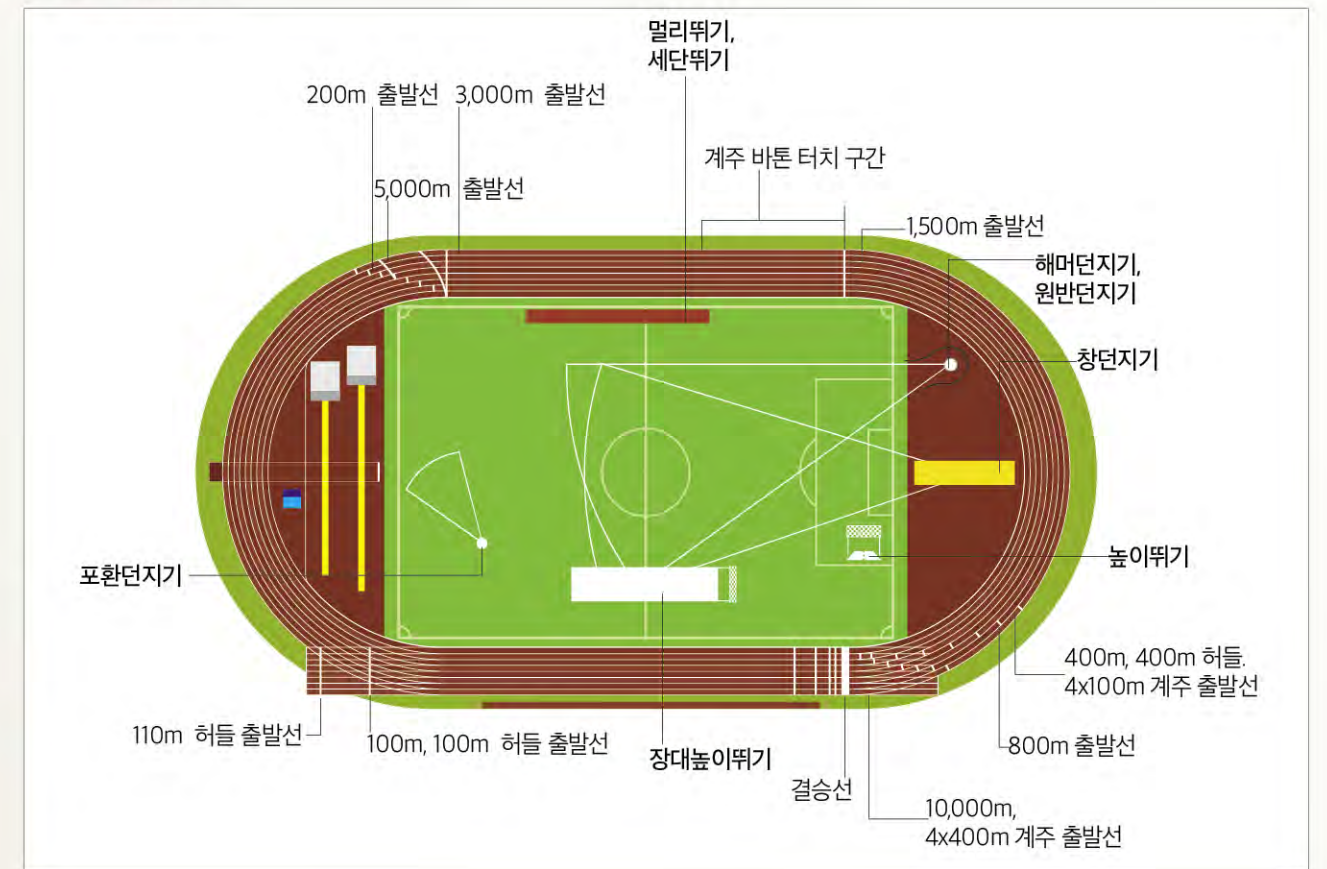 멀리뛰기,
세단뛰기
200m 출발선
3,000m 출발선
계주 바톤 터치 구간
5,000m 출발선
1,500m 출발선
해머던지기,
원반던지기
창던지기
높이뛰기
포환던지기
400m, 400m 허들.
4x100m 계주 출발선
110m 허들 출발선
100m, 100m 허들 출발선
800m 출발선
장대높이뛰기
결승선
10,000m,
4x400m 계주 출발선